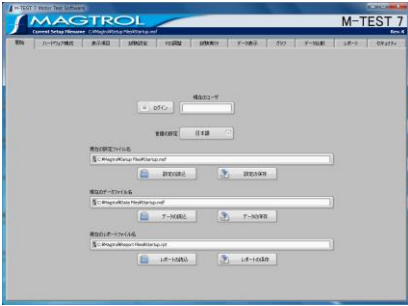 M-TEST 7 Motor Test Software
MAGTROL
M-TEST 7
Current Setup Filename C:\Magtrol\Setup Files\Startup.msf
Rev.K
開始 ハードウェア構成 表示項目 試験設定 PID調整 試験実行 データ表示 グラフ データ比較 レポート セキュリティ
現在のユーザ
ログイン
言語の設定 日本語
現在の設定ファイル名
C:\Magtrol\Setup Files\Startup.msf
設定の読込 設定の保存
現在のデータファイル名
C:\Magtrol\Data Files\Startup.mdf
データの読込 データの保存
現在のレポートファイル名
C:\Magtrol\Report Files\Startup.rpt
レポートの読込 レポートの保存